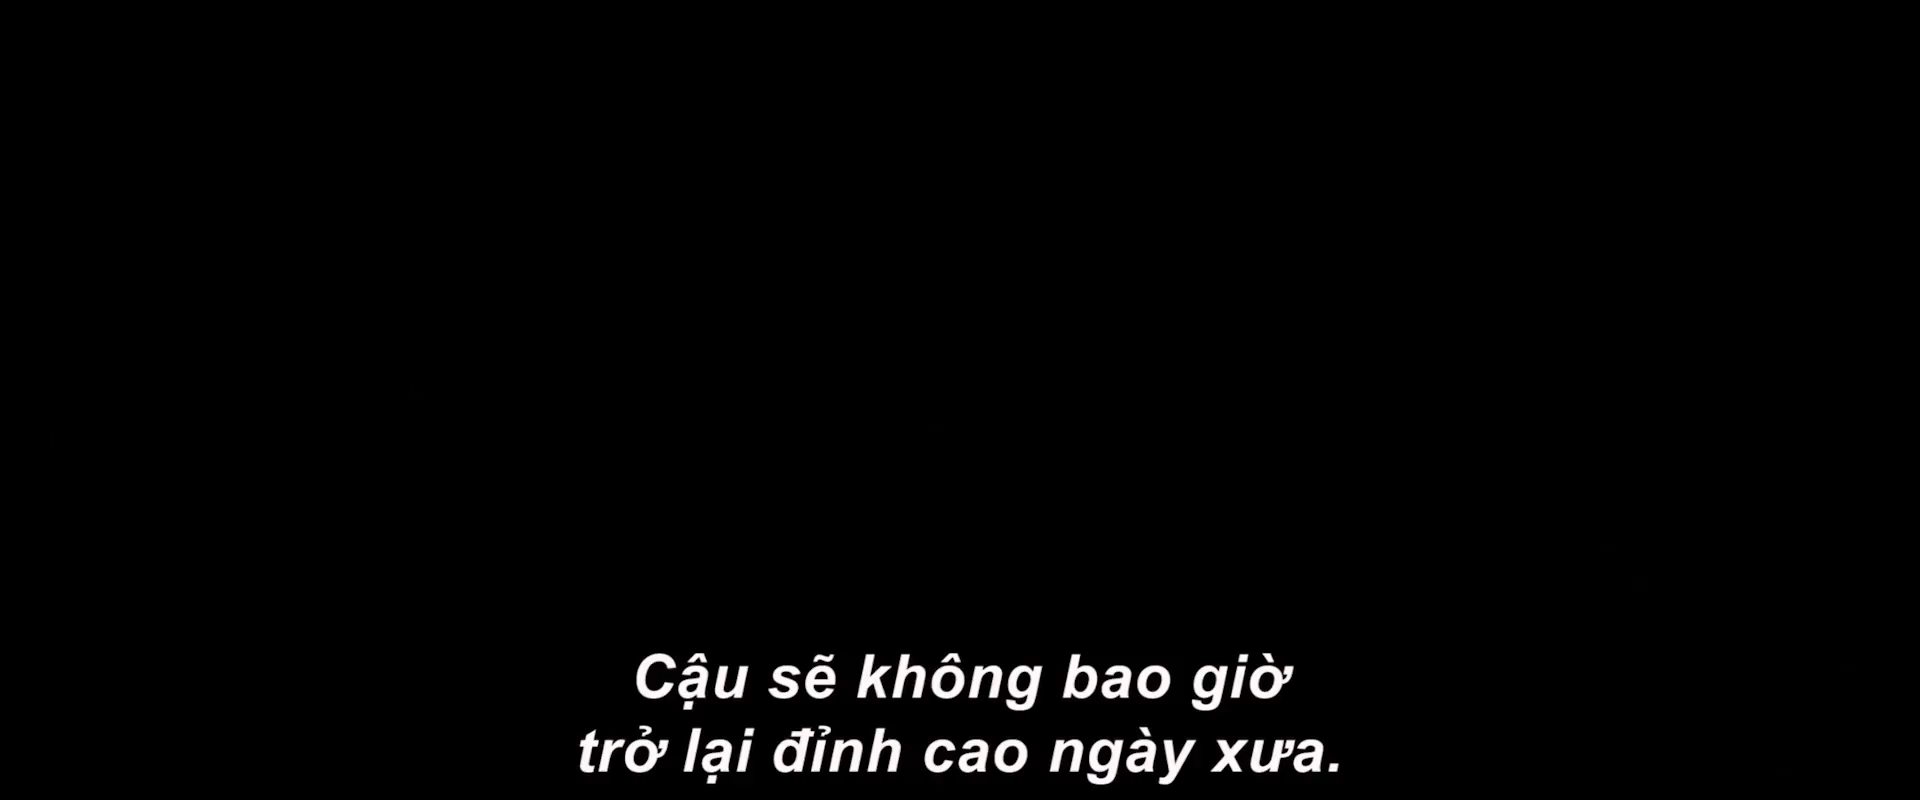 Cậu sẽ không bao giờ
trở lại đỉnh cao ngày xưa.